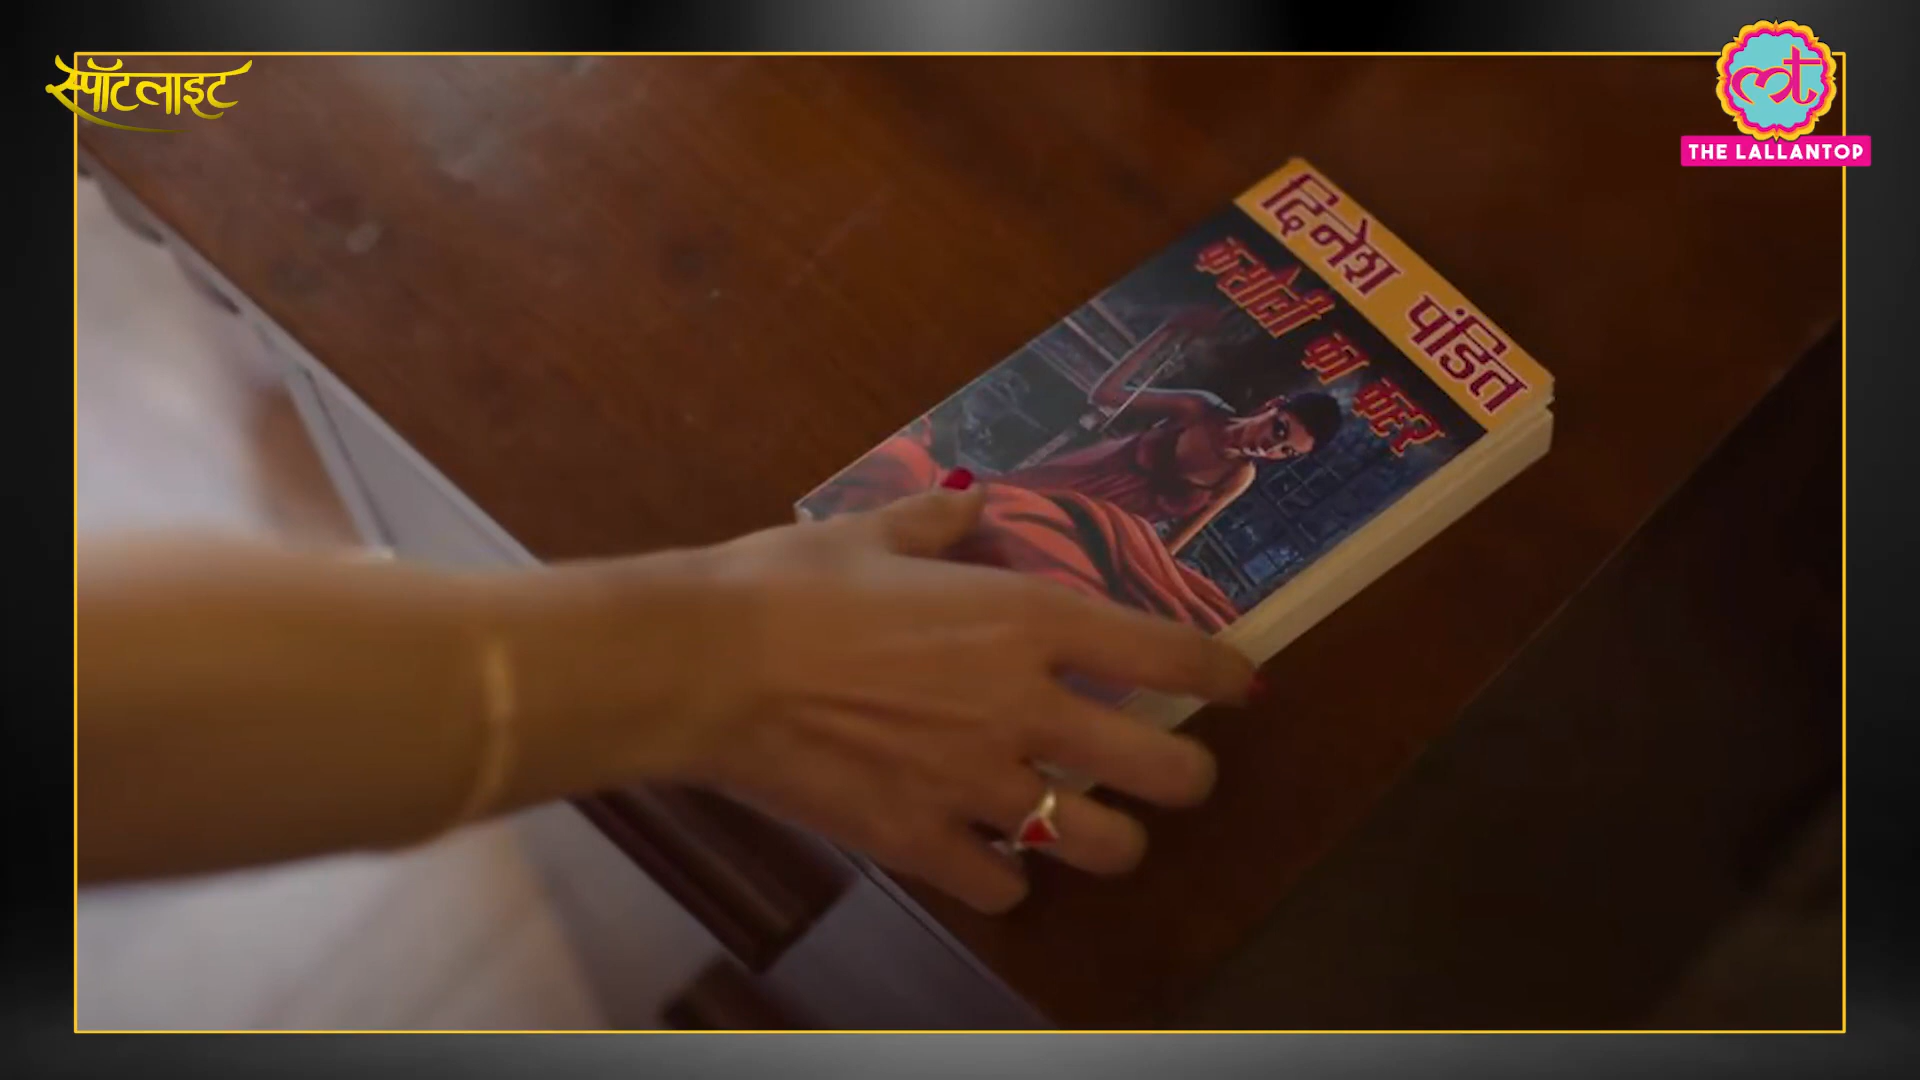 स्पॉटलाइट
THE LALLANTOP
दिनेश पंडित
कसौली का कहर